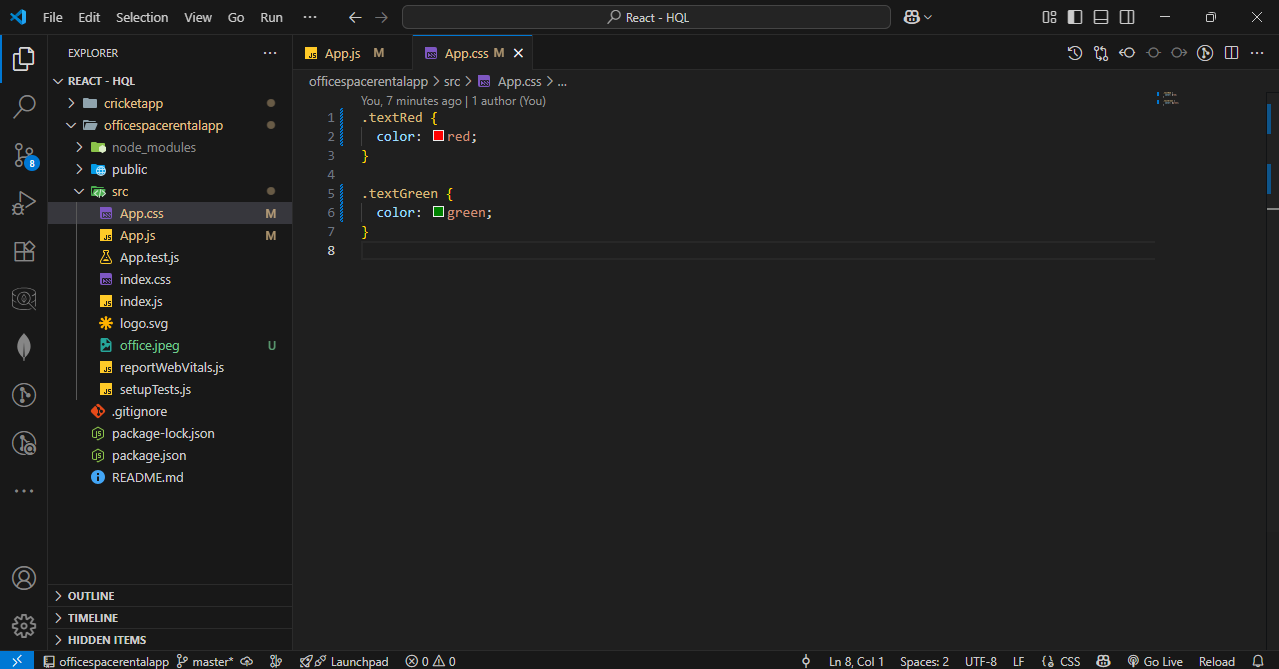 File Edit Selection View Go Run ··· React - HQL
EXPLORER ···
REACT - HQL
cricketapp
officespacerentalapp
node_modules
public
src
App.css M
App.js M
App.test.js
index.css
index.js
logo.svg
office.jpeg U
reportWebVitals.js
setupTests.js
.gitignore
package-lock.json
package.json
README.md
OUTLINE
TIMELINE
HIDDEN ITEMS
8
App.js M App.css M
officespacerentalapp > src > App.css > ...
You, 7 minutes ago | 1 author (You)
1 .textRed {
2 color: red;
3 }
4
5 .textGreen {
6 color: green;
7 }
8
officespacerentalapp master* Launchpad 0 0 Ln 8, Col 1 Spaces: 2 UTF-8 LF {} CSS Go Live Reload